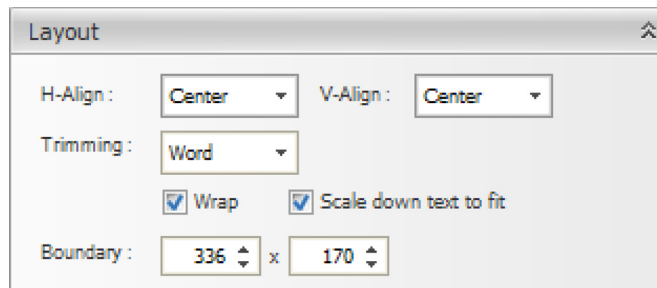 Layout
H-Align : Center V-Align : Center
Trimming : Word
Wrap Scale down text to fit
Boundary : 336 x 170